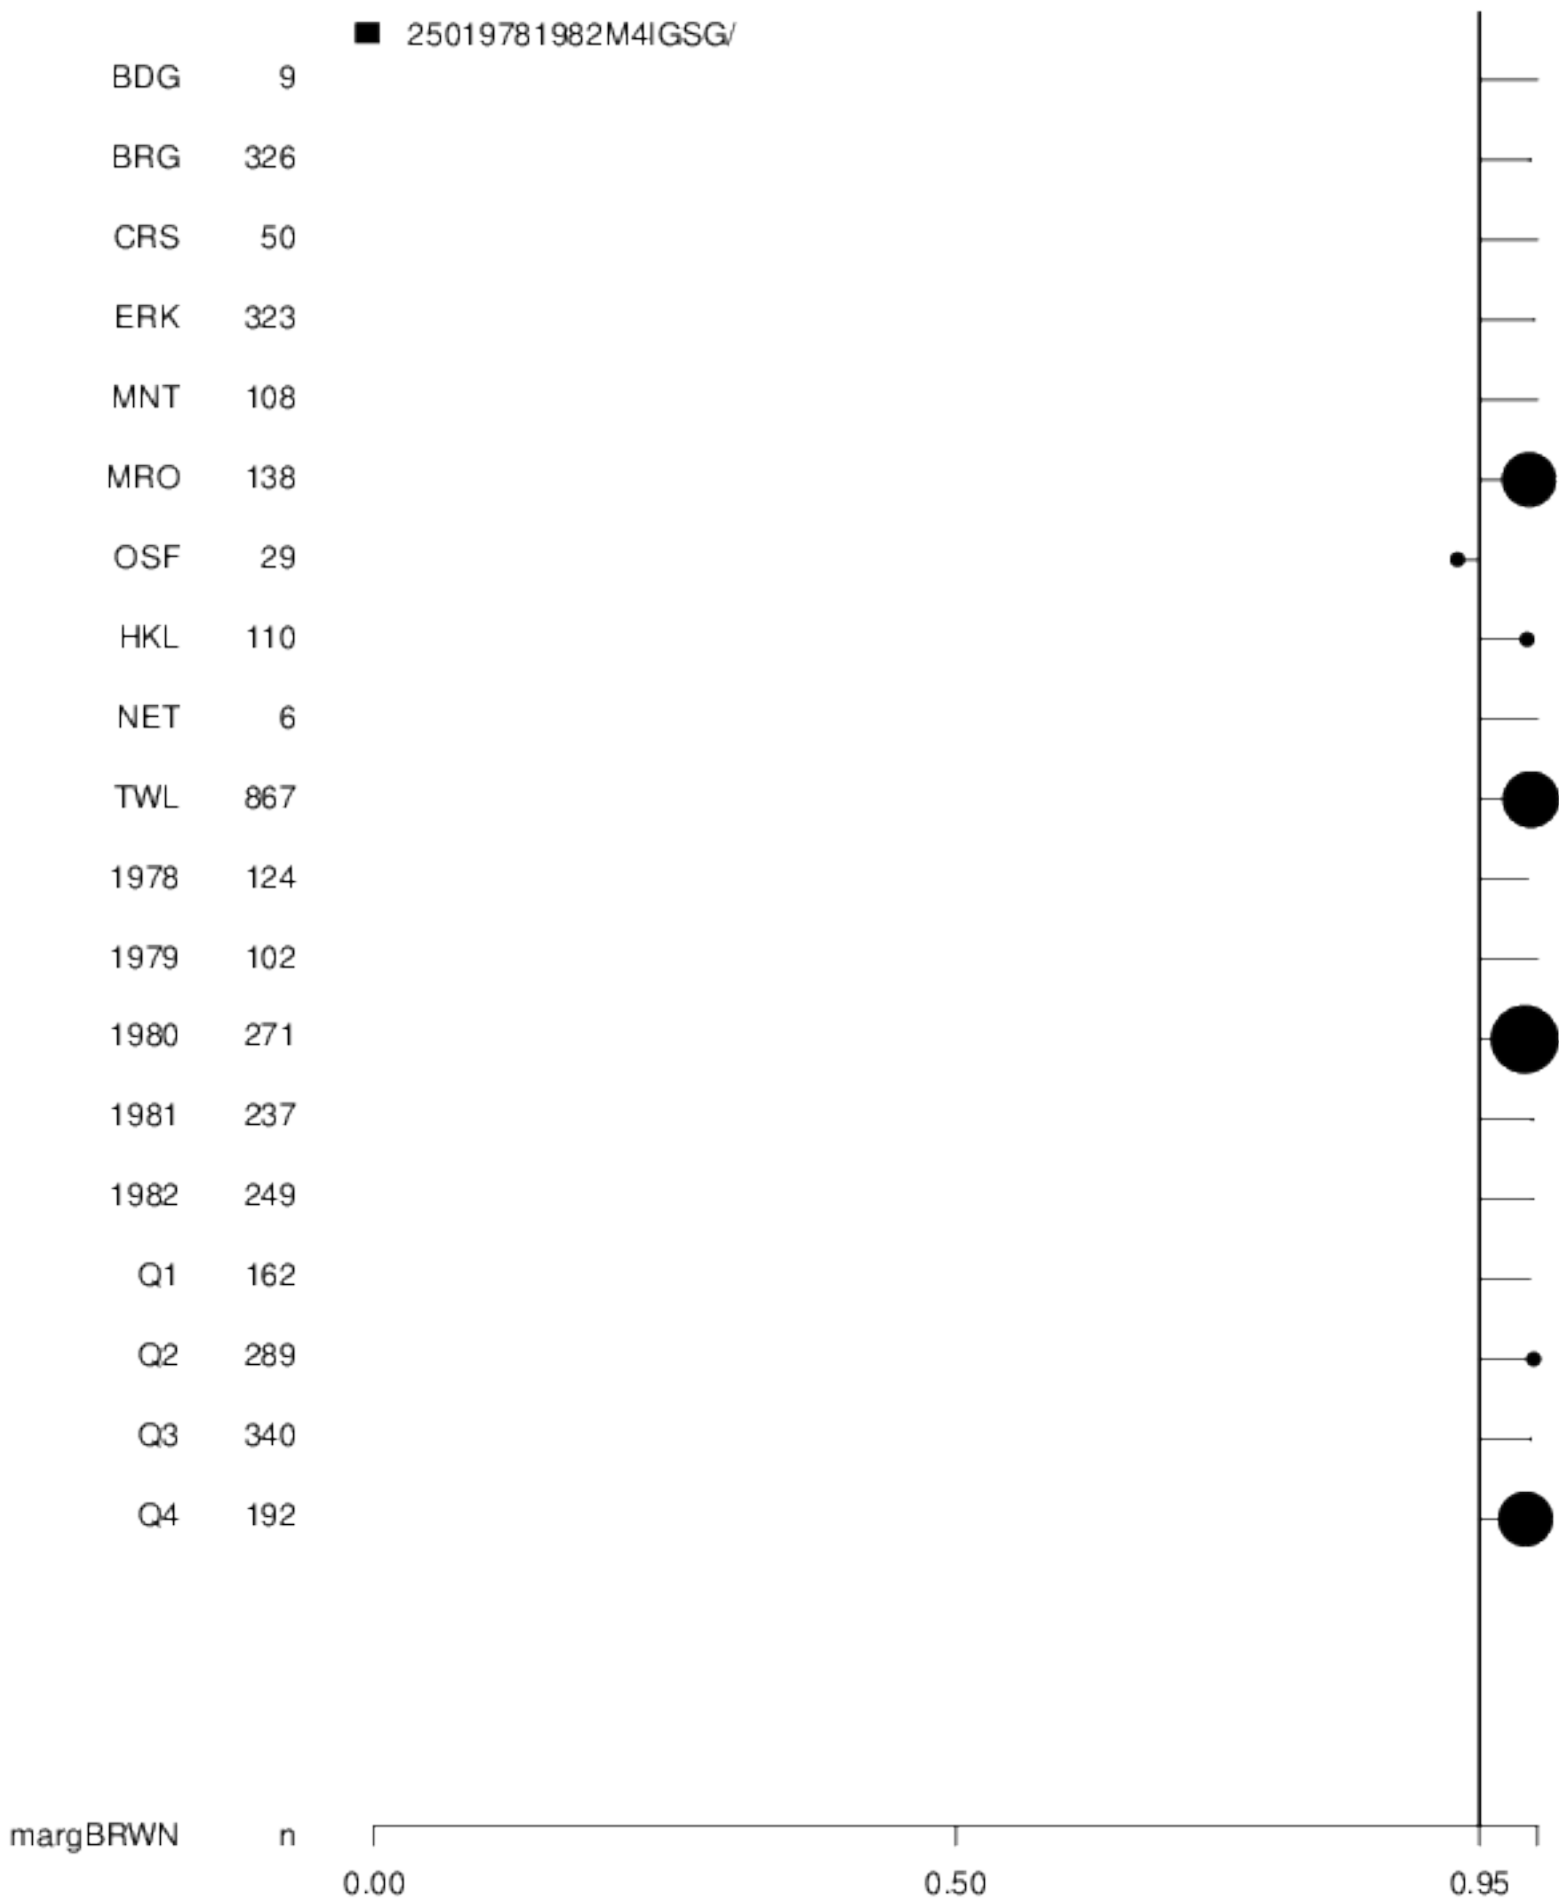 25019781982M4IGSG/
BDG 9
BRG 326
CRS 50
ERK 323
MNT 108
MRO 138
OSF 29
HKL 110
NET 6
TWL 867
1978 124
1979 102
1980 271
1981 237
1982 249
Q1 162
Q2 289
Q3 340
Q4 192
margBRWN n
0.00 0.50 0.95